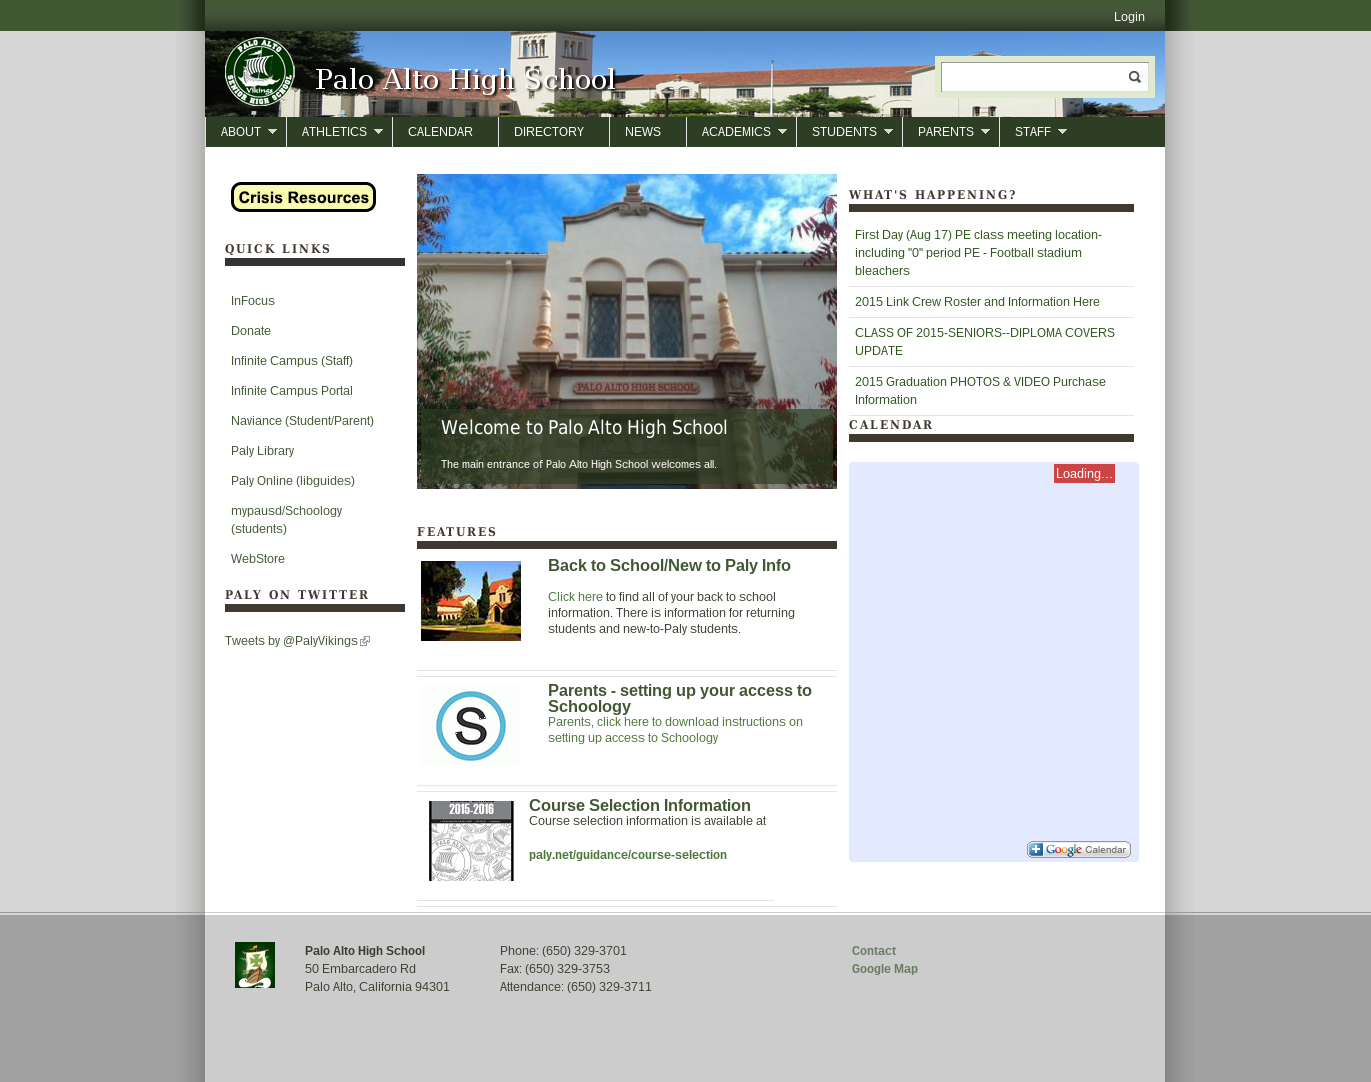 Login
PALO ALTO
SENIOR HIGH SCHOOL
Vikings
Palo Alto High School
ABOUT
ATHLETICS
CALENDAR
DIRECTORY
NEWS
ACADEMICS
STUDENTS
PARENTS
STAFF
Crisis Resources
QUICK LINKS
InFocus
Donate
Infinite Campus (Staff)
Infinite Campus Portal
Naviance (Student/Parent)
Paly Library
Paly Online (libguides)
mypausd/Schoology
(students)
WebStore
PALY ON TWITTER
Tweets by @PalyVikings
PALO ALTO HIGH SCHOOL
Welcome to Palo Alto High School
The main entrance of Palo Alto High School welcomes all.
FEATURES
Back to School/New to Paly Info
Click here to find all of your back to school
information. There is information for returning
students and new-to-Paly students.
S
Parents - setting up your access to
Schoology
Parents, click here to download instructions on
setting up access to Schoology
2015-2016
PALO ALTO
Course Selection Information
Course selection information is available at
paly.net/guidance/course-selection
WHAT'S HAPPENING?
First Day (Aug 17) PE class meeting location-
including "0" period PE - Football stadium
bleachers
2015 Link Crew Roster and Information Here
CLASS OF 2015-SENIORS--DIPLOMA COVERS
UPDATE
2015 Graduation PHOTOS & VIDEO Purchase
Information
CALENDAR
Loading...
Google Calendar
Palo Alto High School
50 Embarcadero Rd
Palo Alto, California 94301
Phone: (650) 329-3701
Fax: (650) 329-3753
Attendance: (650) 329-3711
Contact
Google Map